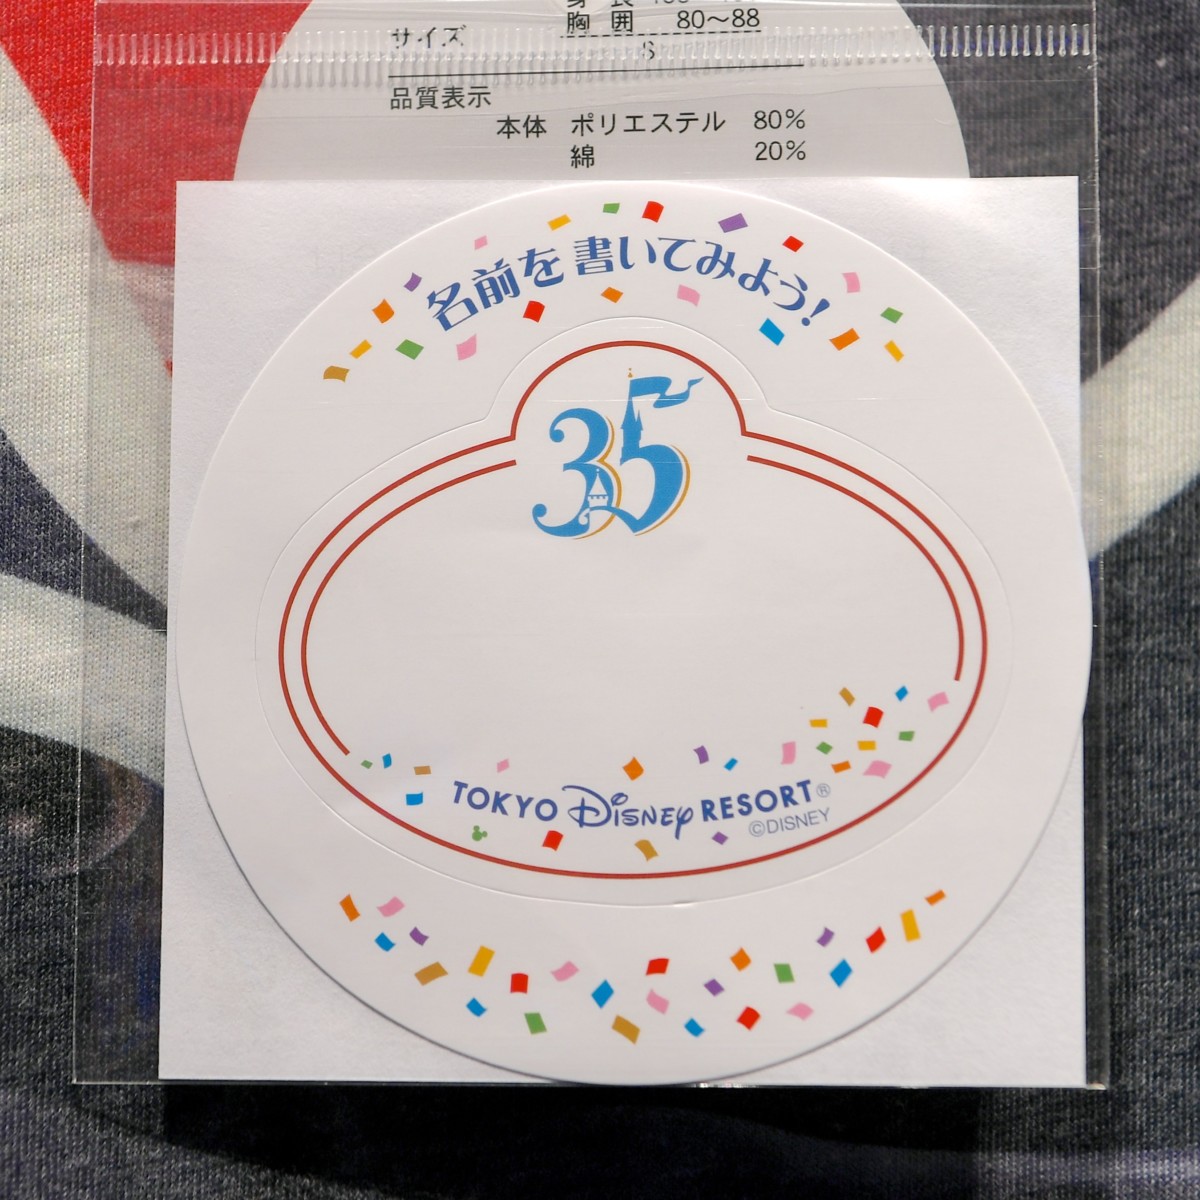 胸囲 80～88
サイズ S
品質表示
本体 ポリエステル 80%
綿 20%
名前を書いてみよう!
35
TOKYO Disney RESORT®
©DISNEY